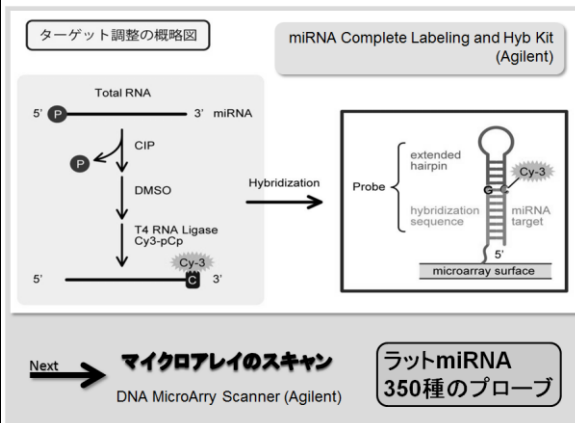 ターゲット調整の概略図
miRNA Complete Labeling and Hyb Kit
(Agilent)
Total RNA
5' P 3' miRNA
CIP
P
DMSO
T4 RNA Ligase
Cy3-pCp
Cy-3
5' C 3'
Hybridization
Probe
extended
hairpin
Cy-3
G C
hybridization
sequence
miRNA
target
5'
microarray surface
Next
マイクロアレイのスキャン
DNA MicroArry Scanner (Agilent)
ラットmiRNA
350種のプローブ